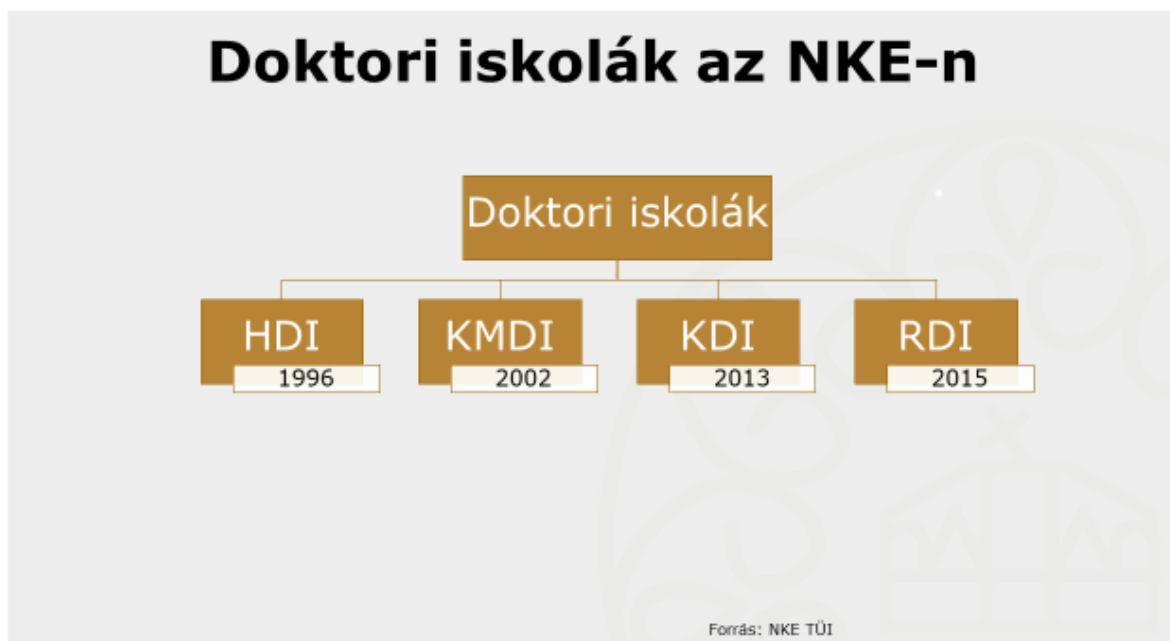 Doktori iskolák az NKE-n
Doktori iskolák
HDI
1996
KMDI
2002
KDI
2013
RDI
2015
Forrás: NKE TÜI